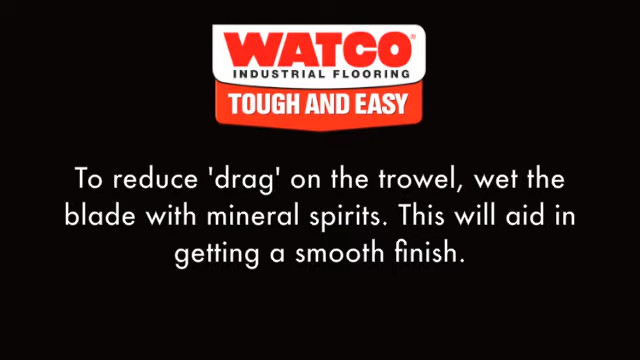 WATCO®
INDUSTRIAL FLOORING
TOUGH AND EASY
To reduce 'drag' on the trowel, wet the
blade with mineral spirits. This will aid in
getting a smooth finish.